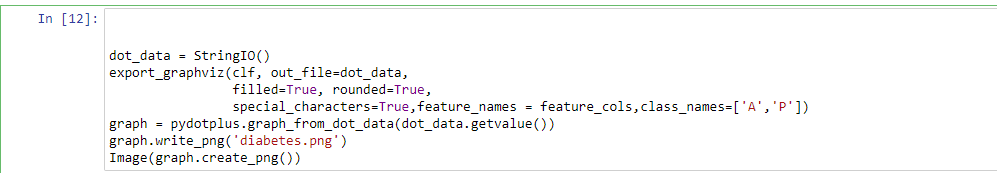 In [12]:
dot_data = StringIO()
export_graphviz(clf, out_file=dot_data,
                filled=True, rounded=True,
                special_characters=True,feature_names = feature_cols,class_names=['A','P'])
graph = pydotplus.graph_from_dot_data(dot_data.getvalue())
graph.write_png('diabetes.png')
Image(graph.create_png())